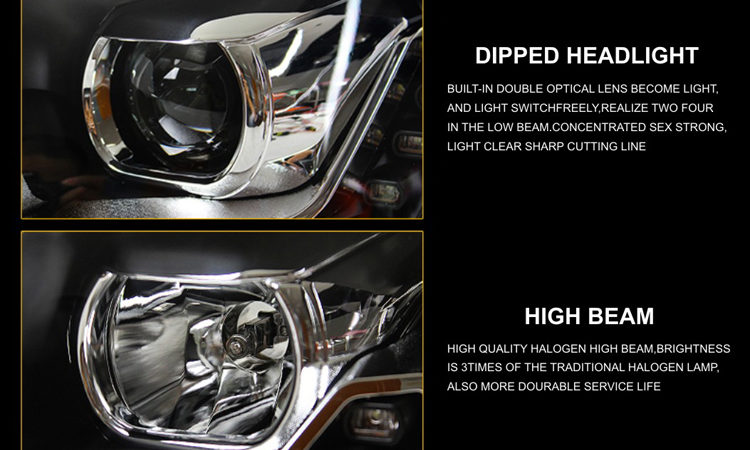 DIPPED HEADLIGHT
BUILT-IN DOUBLE OPTICAL LENS BECOME LIGHT,
AND LIGHT SWITCHFREELY,REALIZE TWO FOUR
IN THE LOW BEAM.CONCENTRATED SEX STRONG,
LIGHT CLEAR SHARP CUTTING LINE
HIGH BEAM
HIGH QUALITY HALOGEN HIGH BEAM,BRIGHTNESS
IS 3TIMES OF THE TRADITIONAL HALOGEN LAMP,
ALSO MORE DOURABLE SERVICE LIFE